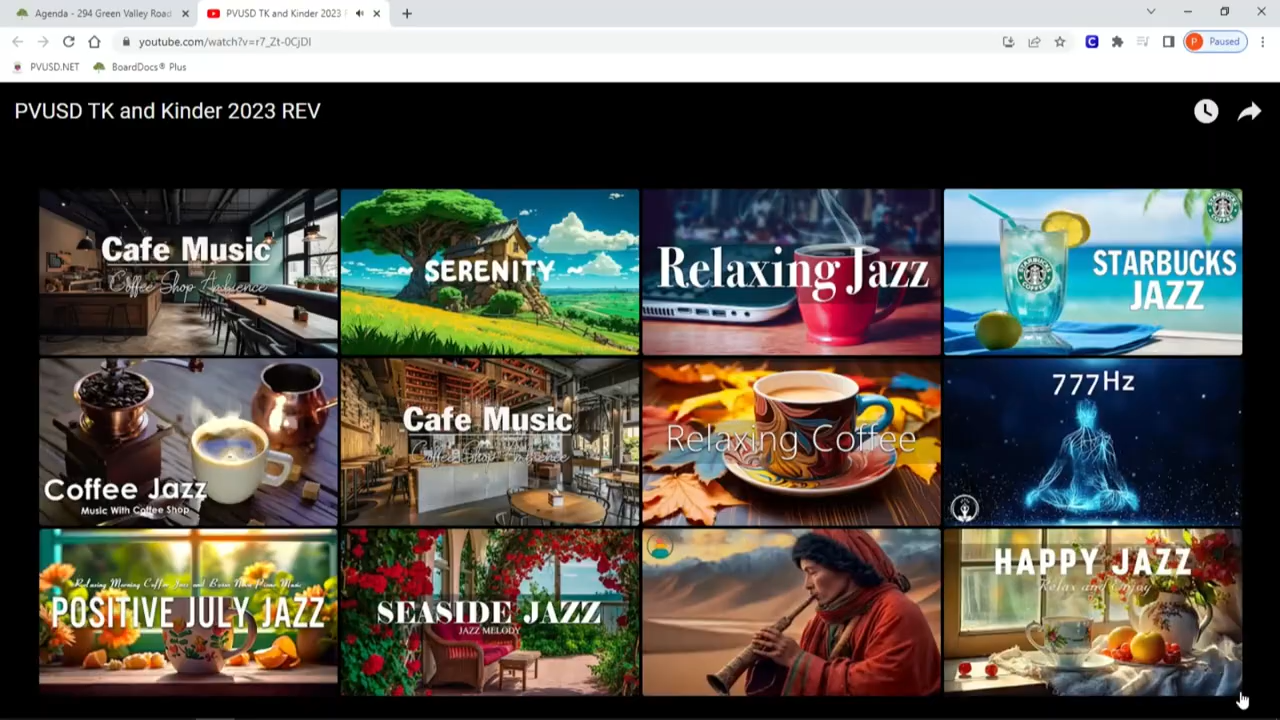 Agenda - 294 Green Valley Road
PVUSD TK and Kinder 2023
youtube.com/watch?v=r7_Zt-0CjDI
P
Paused
PVUSD.NET
BoardDocs® Plus
PVUSD TK and Kinder 2023 REV
Cafe Music
Coffee Shop Ambience
SERENITY
Relaxing Jazz
STARBUCKS
JAZZ
Coffee Jazz
Music With Coffee Shop
Cafe Music
Coffee Shop Ambience
Relaxing Coffee
777Hz
Relaxing Morning Coffee Jazz and Bossa Nova Piano Music
POSITIVE JULY JAZZ
SEASIDE JAZZ
JAZZ MELODY
HAPPY JAZZ
Relax and Enjoy